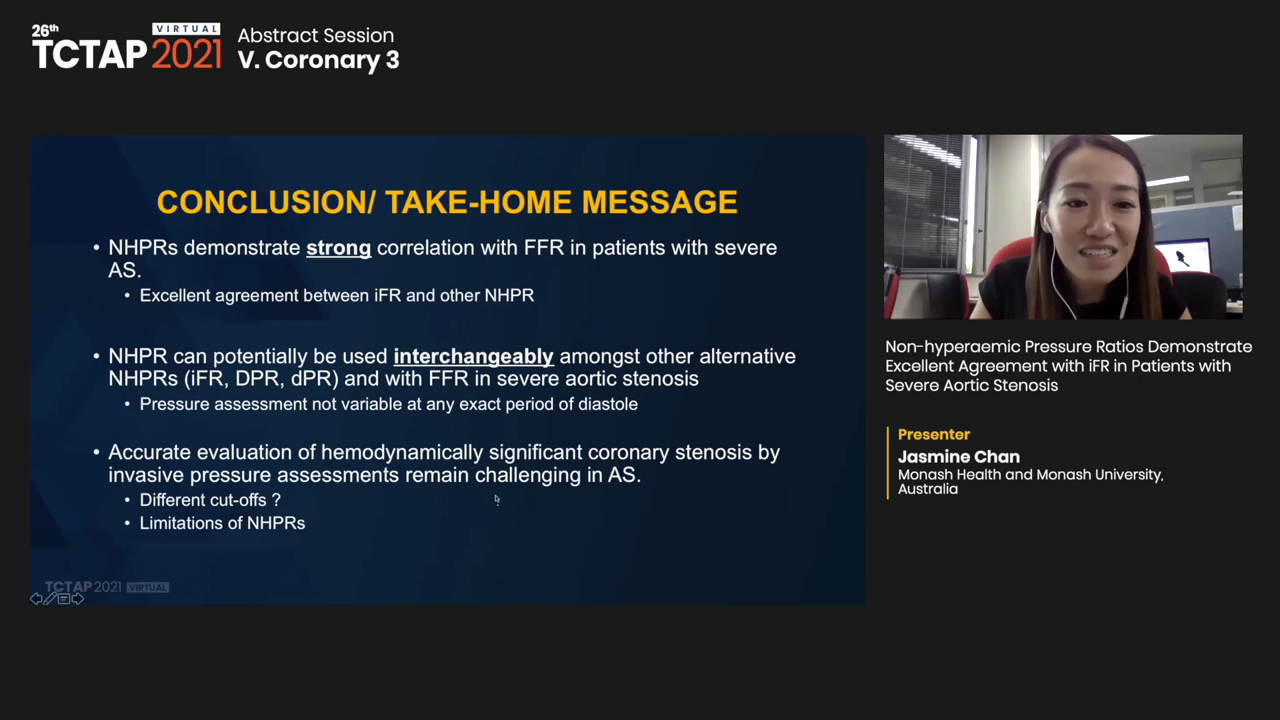 26th
VIRTUAL
TCTAP 2021
Abstract Session
V. Coronary 3
CONCLUSION/ TAKE-HOME MESSAGE
• NHPRs demonstrate strong correlation with FFR in patients with severe
AS.
• Excellent agreement between iFR and other NHPR
• NHPR can potentially be used interchangeably amongst other alternative
NHPRs (iFR, DPR, dPR) and with FFR in severe aortic stenosis
• Pressure assessment not variable at any exact period of diastole
• Accurate evaluation of hemodynamically significant coronary stenosis by
invasive pressure assessments remain challenging in AS.
• Different cut-offs ?
• Limitations of NHPRs
TCTAP 2021 VIRTUAL
Non-hyperaemic Pressure Ratios Demonstrate
Excellent Agreement with iFR in Patients with
Severe Aortic Stenosis
Presenter
Jasmine Chan
Monash Health and Monash University,
Australia